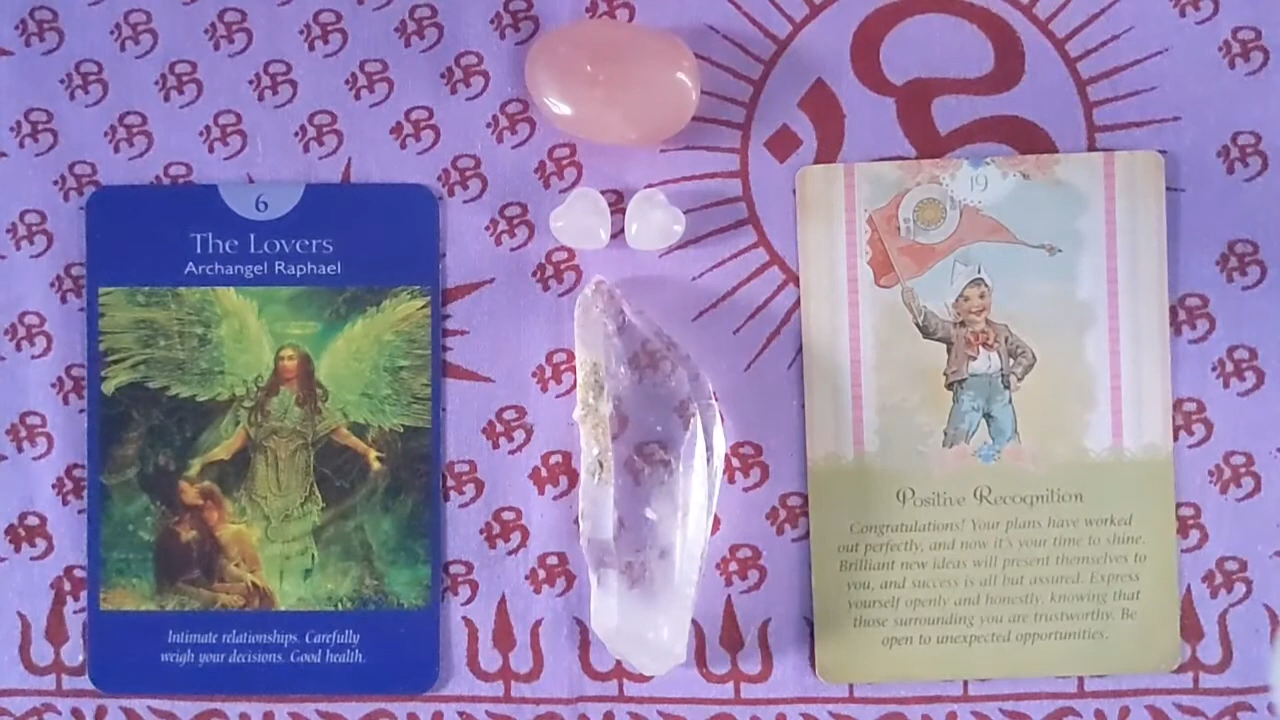 6
The Lovers
Archangel Raphael
Intimate relationships. Carefully
weigh your decisions. Good health.
19
Positive Recognition
Congratulations! Your plans have worked
out perfectly, and now it's your time to shine.
Brilliant new ideas will present themselves to
you, and success is all but assured. Express
yourself openly and honestly, knowing that
those surrounding you are trustworthy. Be
open to unexpected opportunities.